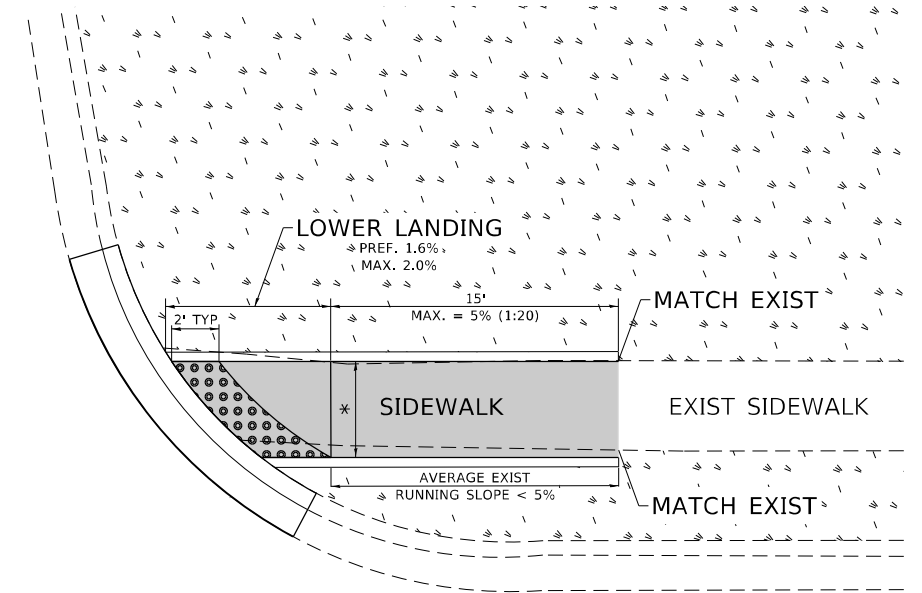 LOWER LANDING
PREF. 1.6%
MAX. 2.0%
15'
MAX. = 5% (1:20)
MATCH EXIST
2' TYP
*
SIDEWALK
EXIST SIDEWALK
AVERAGE EXIST
RUNNING SLOPE < 5%
MATCH EXIST